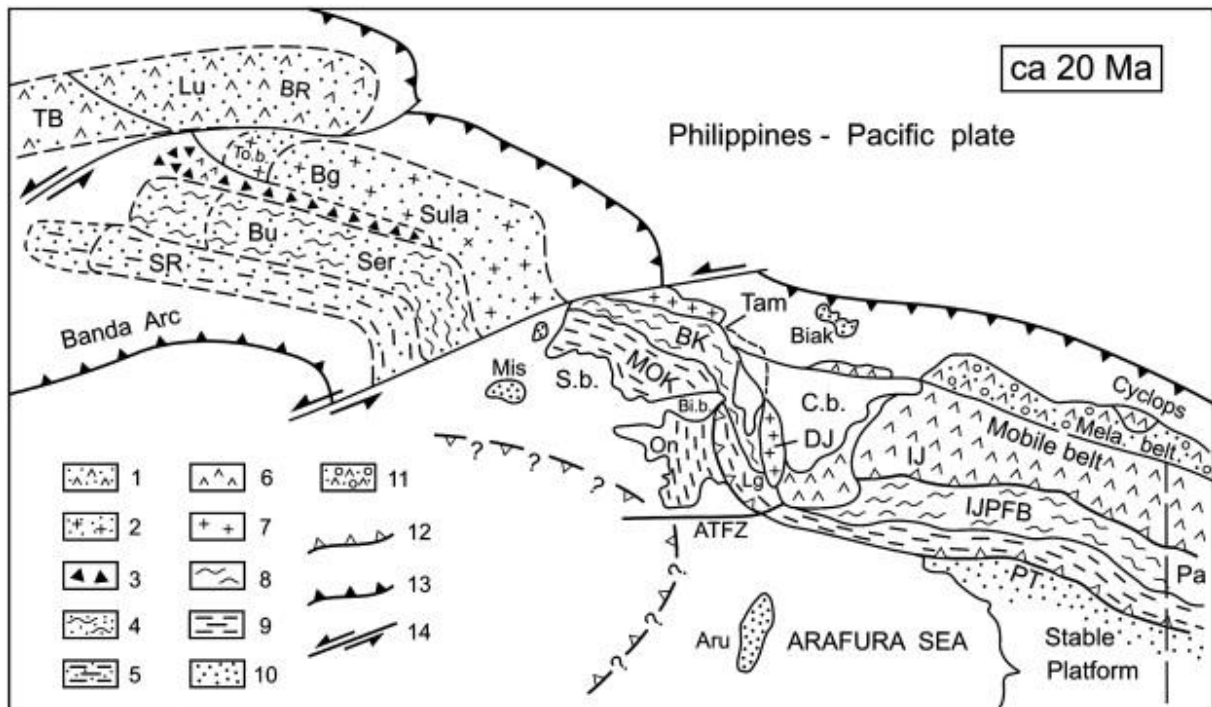 ca 20 Ma
Philippines - Pacific plate
Lu
BR
TB
To.b.
Bg
Sula
Bu
Ser
SR
Banda Arc
Tam
Biak
BK
Mis
S.b.
MOK
Bi.b.
C.b.
DJ
On
Lg
Cyclops
Mela. belt
Mobile belt
IJ
IJPFB
Pa
PT
ATFZ
?
?
?
?
?
?
Aru
ARAFURA SEA
Stable
Platform
1
2
3
4
5
6
7
8
9
10
11
12
13
14